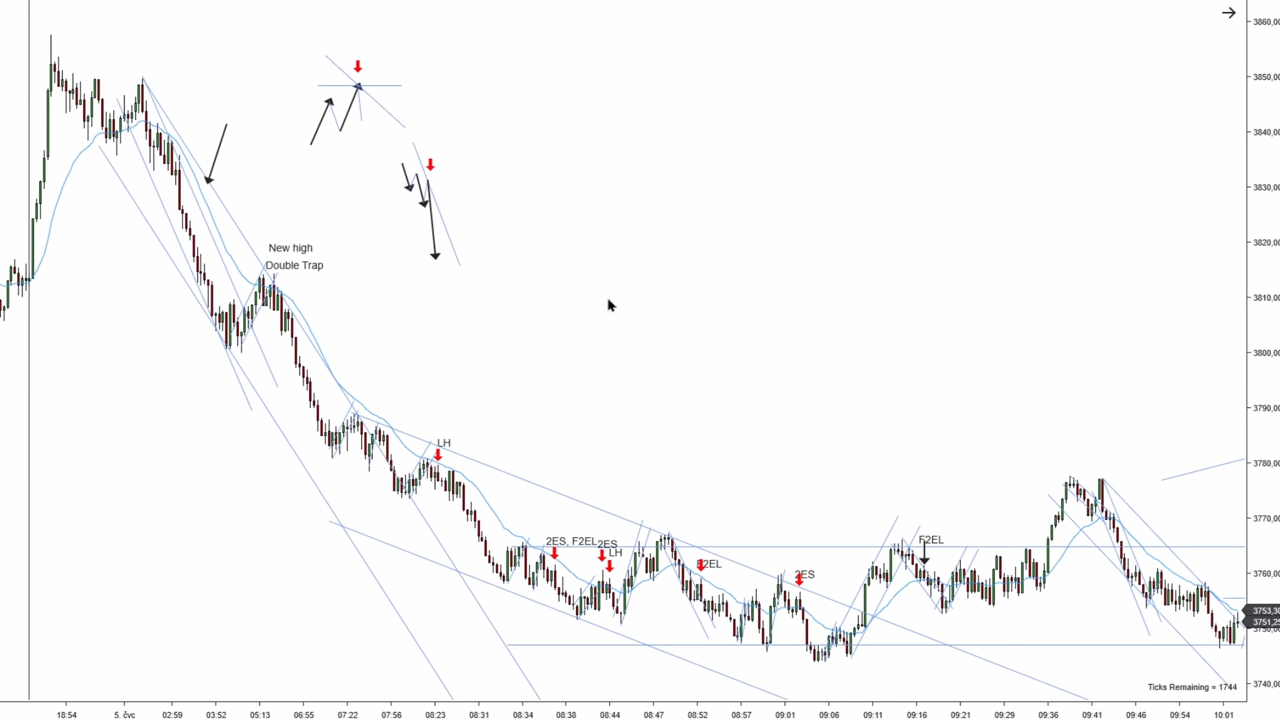 3860,00
3850,00
3840,00
3830,00
3820,00
New high
Double Trap
3810,00
3800,00
3790,00
3780,00
LH
3770,00
2ES, F2EL
2ES
LH
F2EL
2ES
F2EL
3760,00
3753,30
3751,25
3740,00
Ticks Remaining = 1744
18:54 5. čvc 02:59 03:52 05:13 06:55 07:22 07:56 08:23 08:31 08:34 08:38 08:44 08:47 08:52 08:57 09:01 09:06 09:11 09:16 09:21 09:29 09:36 09:41 09:46 09:54 10:01